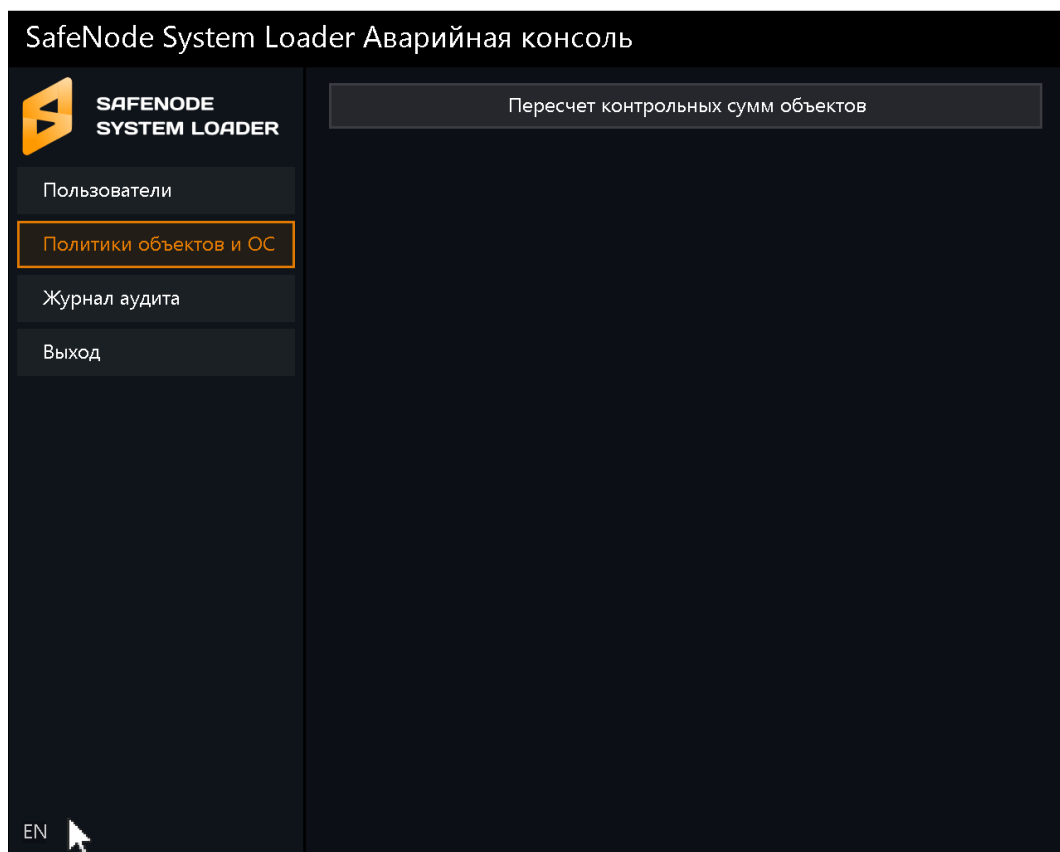 SafeNode System Loader Аварийная консоль
SAFENODE
SYSTEM LOADER
Пересчет контрольных сумм объектов
Пользователи
Политики объектов и ОС
Журнал аудита
Выход
EN